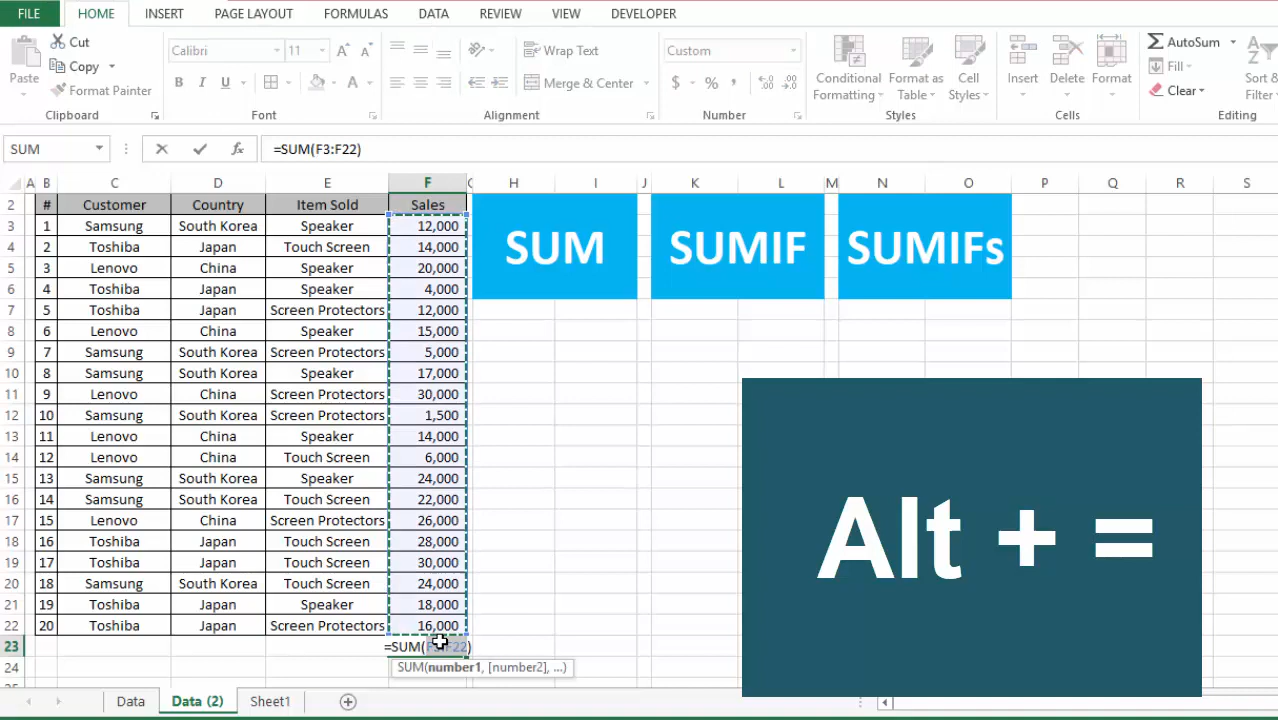 FILE HOME INSERT PAGE LAYOUT FORMULAS DATA REVIEW VIEW DEVELOPER
Cut
Copy
Format Painter
Paste
Clipboard
Calibri 11
B I U A
Font
Wrap Text
Merge & Center
Alignment
Custom
$ % ,
Number
Conditional Formatting
Format as Table
Cell Styles
Styles
Insert Delete Format
Cells
AutoSum
Fill
Clear
Sort
Filter
Editing
SUM fx =SUM(F3:F22)
A B C D E F H I J K L M N O P Q R S
2 # Customer Country Item Sold Sales
3 1 Samsung South Korea Speaker 12,000
4 2 Toshiba Japan Touch Screen 14,000
5 3 Lenovo China Speaker 20,000
6 4 Toshiba Japan Speaker 4,000
7 5 Toshiba Japan Screen Protectors 12,000
8 6 Lenovo China Speaker 15,000
9 7 Samsung South Korea Screen Protectors 5,000
10 8 Samsung South Korea Speaker 17,000
11 9 Lenovo China Screen Protectors 30,000
12 10 Samsung South Korea Screen Protectors 1,500
13 11 Lenovo China Speaker 14,000
14 12 Lenovo China Touch Screen 6,000
15 13 Samsung South Korea Speaker 24,000
16 14 Samsung South Korea Touch Screen 22,000
17 15 Lenovo China Screen Protectors 26,000
18 16 Toshiba Japan Touch Screen 28,000
19 17 Toshiba Japan Touch Screen 30,000
20 18 Samsung South Korea Touch Screen 24,000
21 19 Toshiba Japan Speaker 18,000
22 20 Toshiba Japan Screen Protectors 16,000
23 =SUM(F3:F22)
24 SUM(number1, [number2], ...)
SUM SUMIF SUMIFs
Alt + =
Data Data (2) Sheet1